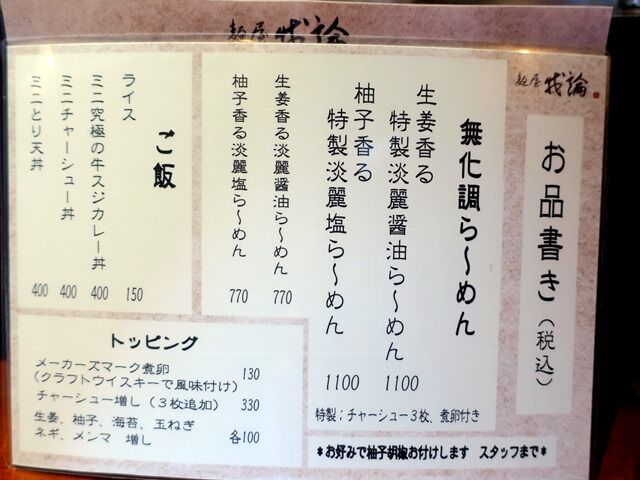 麺屋 我論
麺屋 我論
お品書き（税込）
無化調ら〜めん
生姜香る
特製淡麗醤油ら〜めん 1100
柚子香る
特製淡麗塩ら〜めん 1100
特製；チャーシュー３枚、煮卵付き
生姜香る淡麗醤油ら〜めん 770
柚子香る淡麗塩ら〜めん 770
ご飯
ライス 150
ミニ究極の牛スジカレー丼 400
ミニチャーシュー丼 400
ミニとり天丼 400
トッピング
メーカーズマーク煮卵 130
（クラフトウイスキーで風味付け）
チャーシュー増し（３枚追加） 330
生姜、柚子、海苔、玉ねぎ
ネギ、メンマ 増し 各100
＊お好みで柚子胡椒お付けします スタッフまで＊